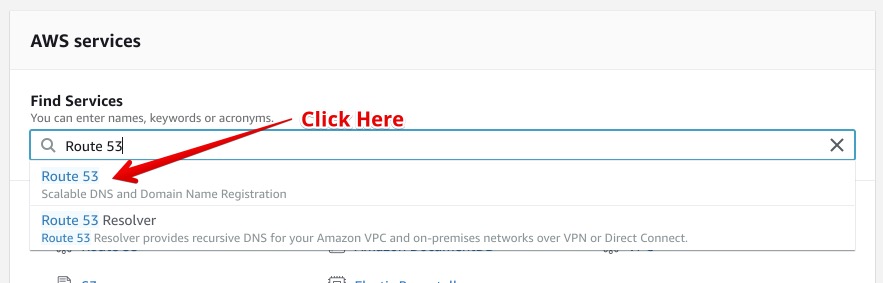 AWS services
Find Services
You can enter names, keywords or acronyms.
Click Here
Route 53
Route 53
Scalable DNS and Domain Name Registration
Route 53 Resolver
Route 53 Resolver provides recursive DNS for your Amazon VPC and on-premises networks over VPN or Direct Connect.